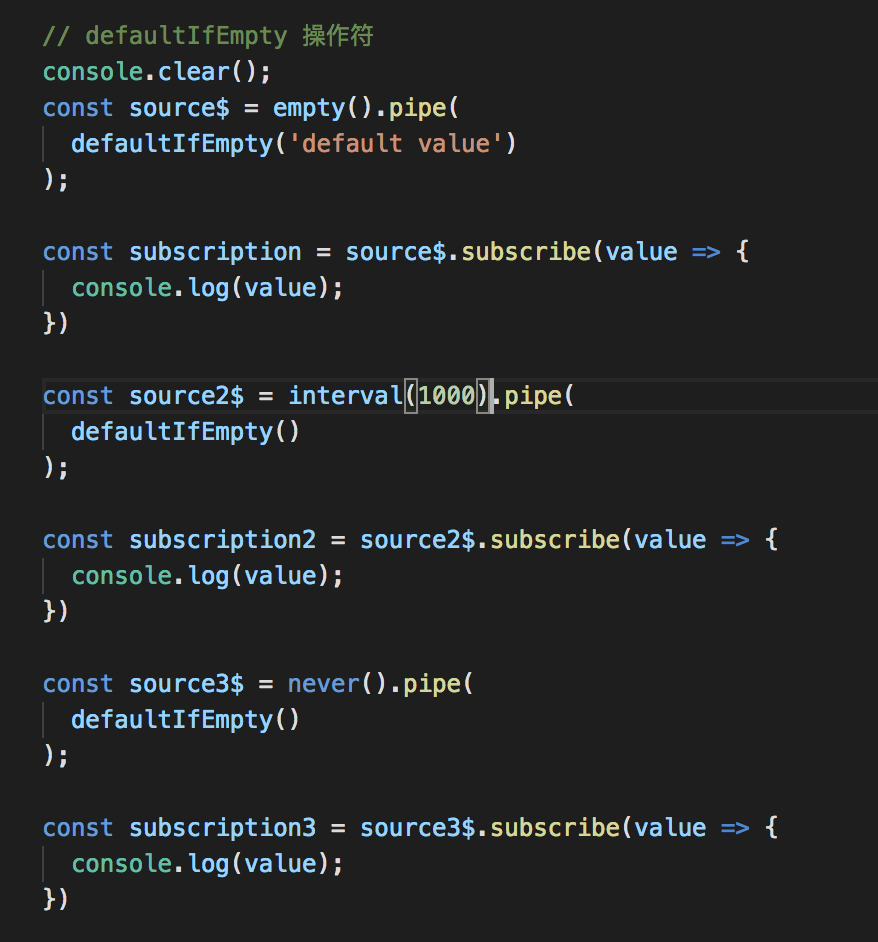 // defaultIfEmpty 操作符
console.clear();
const source$ = empty().pipe(
  defaultIfEmpty('default value')
);

const subscription = source$.subscribe(value => {
  console.log(value);
})

const source2$ = interval(1000).pipe(
  defaultIfEmpty()
);

const subscription2 = source2$.subscribe(value => {
  console.log(value);
})

const source3$ = never().pipe(
  defaultIfEmpty()
);

const subscription3 = source3$.subscribe(value => {
  console.log(value);
})